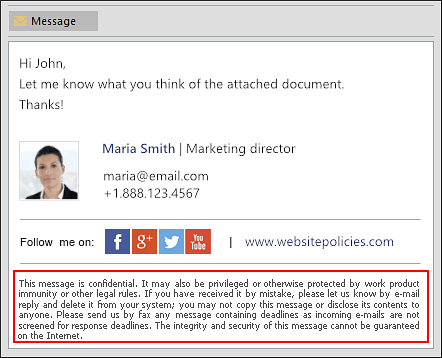 Message
Hi John,
Let me know what you think of the attached document.
Thanks!
Maria Smith | Marketing director
maria@email.com
+1.888.123.4567
Follow me on: f g+ You Tube | www.websitepolicies.com
This message is confidential. It may also be privileged or otherwise protected by work product
immunity or other legal rules. If you have received it by mistake, please let us know by e-mail
reply and delete it from your system; you may not copy this message or disclose its contents to
anyone. Please send us by fax any message containing deadlines as incoming e-mails are not
screened for response deadlines. The integrity and security of this message cannot be guaranteed
on the Internet.